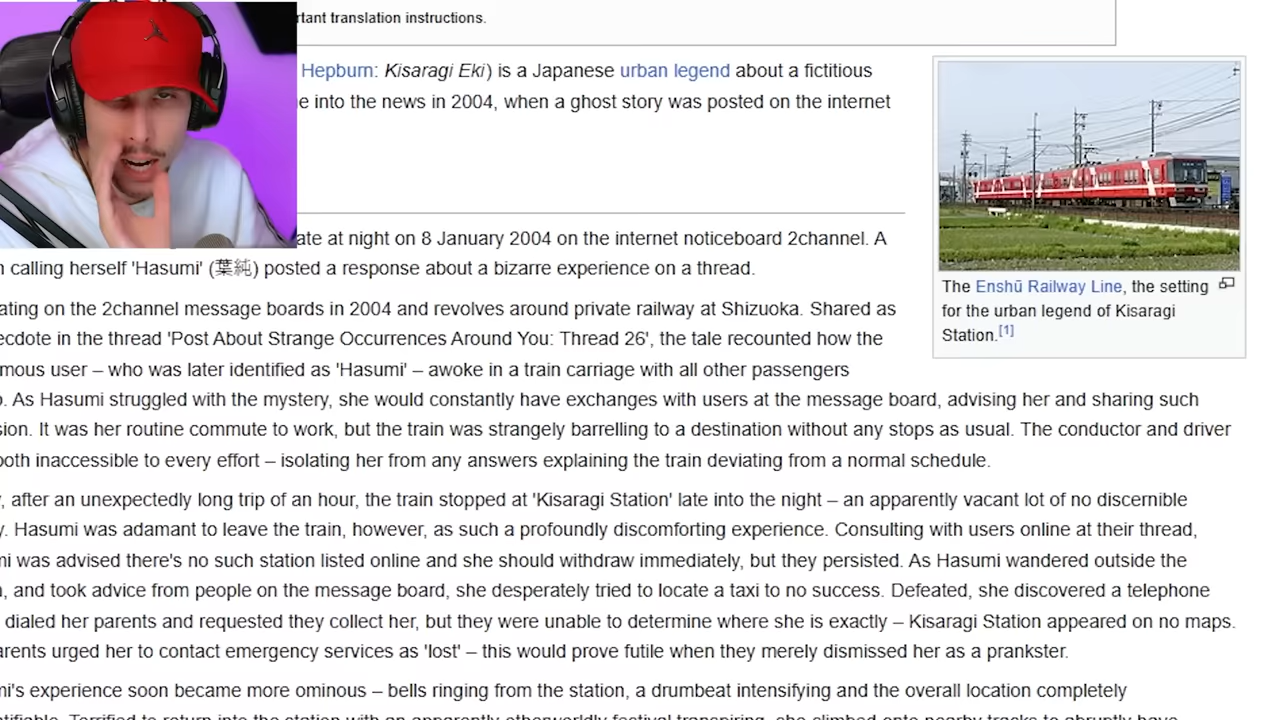 rtant translation instructions.
Hepburn: Kisaragi Eki) is a Japanese urban legend about a fictitious
e into the news in 2004, when a ghost story was posted on the internet
ate at night on 8 January 2004 on the internet noticeboard 2channel. A
n calling herself 'Hasumi' (葉純) posted a response about a bizarre experience on a thread.
ating on the 2channel message boards in 2004 and revolves around private railway at Shizuoka. Shared as
ecdote in the thread 'Post About Strange Occurrences Around You: Thread 26', the tale recounted how the
mous user – who was later identified as 'Hasumi' – awoke in a train carriage with all other passengers
o. As Hasumi struggled with the mystery, she would constantly have exchanges with users at the message board, advising her and sharing such
sion. It was her routine commute to work, but the train was strangely barrelling to a destination without any stops as usual. The conductor and driver
both inaccessible to every effort – isolating her from any answers explaining the train deviating from a normal schedule.
, after an unexpectedly long trip of an hour, the train stopped at 'Kisaragi Station' late into the night – an apparently vacant lot of no discernible
y. Hasumi was adamant to leave the train, however, as such a profoundly discomforting experience. Consulting with users online at their thread,
mi was advised there's no such station listed online and she should withdraw immediately, but they persisted. As Hasumi wandered outside the
n, and took advice from people on the message board, she desperately tried to locate a taxi to no success. Defeated, she discovered a telephone
dialed her parents and requested they collect her, but they were unable to determine where she is exactly – Kisaragi Station appeared on no maps.
arents urged her to contact emergency services as 'lost' – this would prove futile when they merely dismissed her as a prankster.
mi's experience soon became more ominous – bells ringing from the station, a drumbeat intensifying and the overall location completely
The Enshū Railway Line, the setting
for the urban legend of Kisaragi
Station.[1]